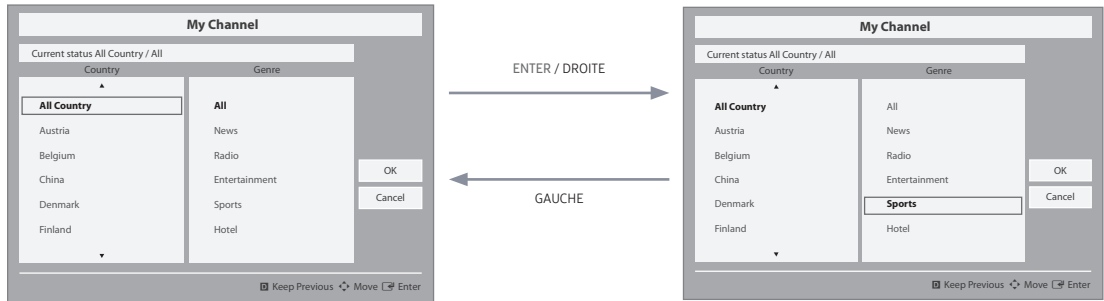 My Channel
Current status All Country / All
Country Genre
All Country All
Austria News
Belgium Radio
China Entertainment
Denmark Sports
Finland Hotel
OK
Cancel
Keep Previous Move Enter
ENTER / DROITE
GAUCHE
My Channel
Current status All Country / All
Country Genre
All Country All
Austria News
Belgium Radio
China Entertainment
Denmark Sports
Finland Hotel
OK
Cancel
Keep Previous Move Enter